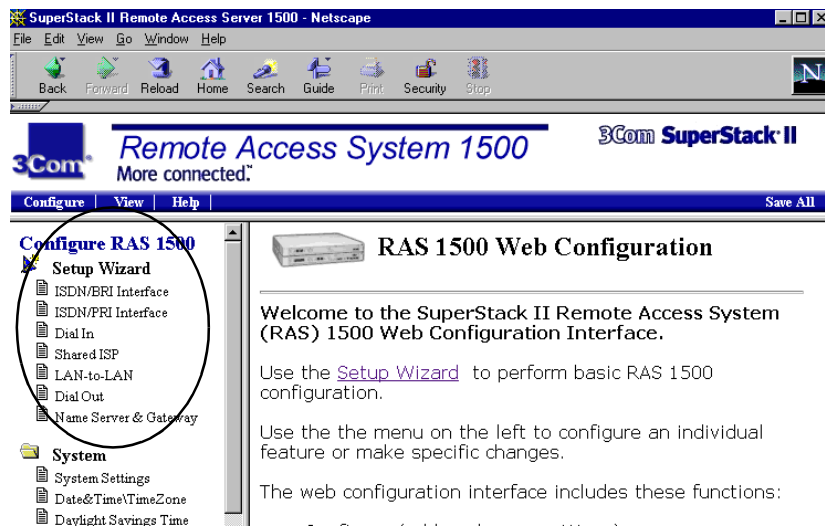 SuperStack II Remote Access Server 1500 - Netscape
File Edit View Go Window Help
Back Forward Reload Home Search Guide Print Security Stop
N
3Com
Remote Access System 1500
More connected.™
3Com SuperStack II
Configure View Help Save All
Configure RAS 1500
Setup Wizard
ISDN/BRI Interface
ISDN/PRI Interface
Dial In
Shared ISP
LAN-to-LAN
Dial Out
Name Server & Gateway
System
System Settings
Date&Time\TimeZone
Daylight Savings Time
RAS 1500 Web Configuration
Welcome to the SuperStack II Remote Access System
(RAS) 1500 Web Configuration Interface.
Use the Setup Wizard to perform basic RAS 1500
configuration.
Use the the menu on the left to configure an individual
feature or make specific changes.
The web configuration interface includes these functions: